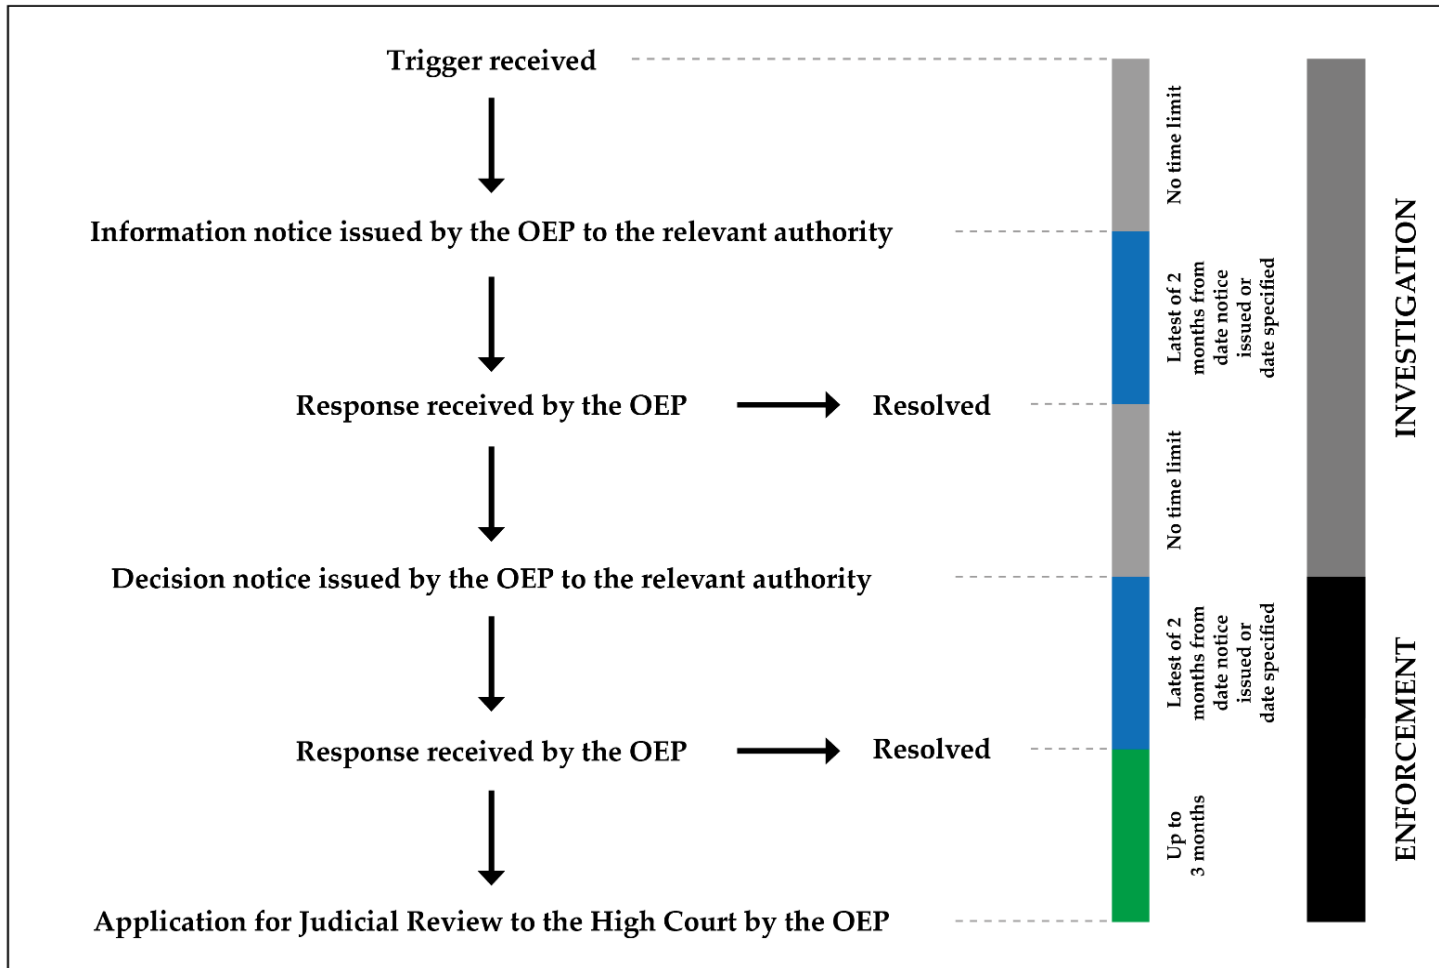 Trigger received
No time limit
Information notice issued by the OEP to the relevant authority
Latest of 2
months from
date notice
issued or
date specified
INVESTIGATION
Response received by the OEP
Resolved
No time limit
Decision notice issued by the OEP to the relevant authority
Latest of 2
months from
date notice
issued or
date specified
Response received by the OEP
Resolved
ENFORCEMENT
Up to
3 months
Application for Judicial Review to the High Court by the OEP